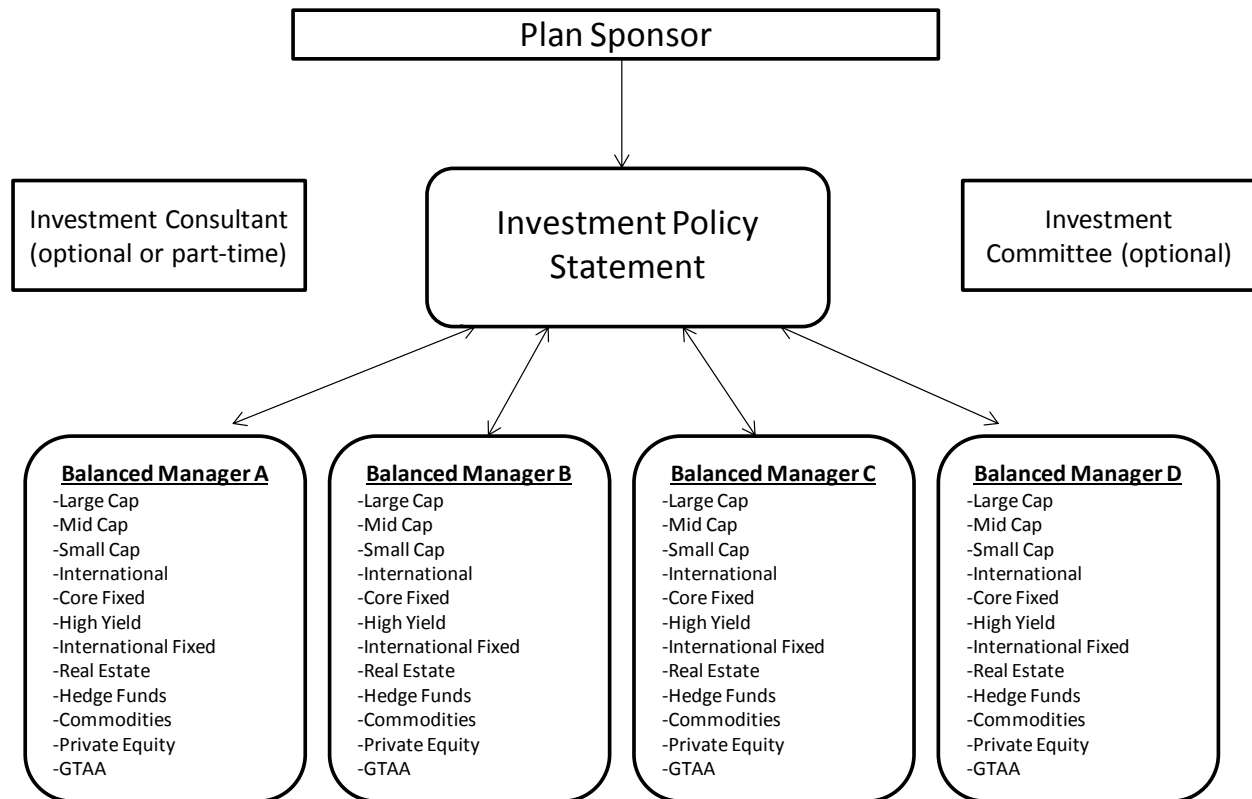 Plan Sponsor
Investment Consultant
(optional or part-time)
Investment Policy
Statement
Investment
Committee (optional)
Balanced Manager A
-Large Cap
-Mid Cap
-Small Cap
-International
-Core Fixed
-High Yield
-International Fixed
-Real Estate
-Hedge Funds
-Commodities
-Private Equity
-GTAA
Balanced Manager B
-Large Cap
-Mid Cap
-Small Cap
-International
-Core Fixed
-High Yield
-International Fixed
-Real Estate
-Hedge Funds
-Commodities
-Private Equity
-GTAA
Balanced Manager C
-Large Cap
-Mid Cap
-Small Cap
-International
-Core Fixed
-High Yield
-International Fixed
-Real Estate
-Hedge Funds
-Commodities
-Private Equity
-GTAA
Balanced Manager D
-Large Cap
-Mid Cap
-Small Cap
-International
-Core Fixed
-High Yield
-International Fixed
-Real Estate
-Hedge Funds
-Commodities
-Private Equity
-GTAA